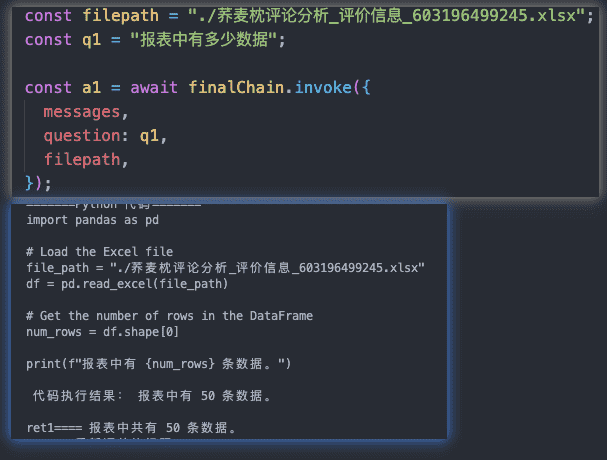 const filepath = "./荞麦枕评论分析_评价信息_603196499245.xlsx";
const q1 = "报表中有多少数据";
const a1 = await finalChain.invoke({
messages,
question: q1,
filepath,
});
=======Python 代码=======
import pandas as pd
# Load the Excel file
file_path = "./荞麦枕评论分析_评价信息_603196499245.xlsx"
df = pd.read_excel(file_path)
# Get the number of rows in the DataFrame
num_rows = df.shape[0]
print(f"报表中有 {num_rows} 条数据。")
代码执行结果： 报表中有 50 条数据。
ret1==== 报表中共有 50 条数据。